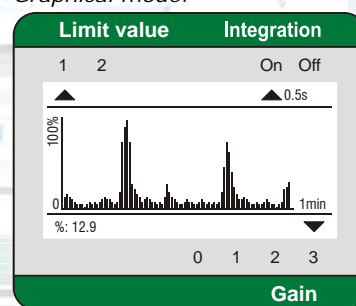 Graphical model
Limit value Integration
1 2 On Off
0.5s
100%
0 1min
%: 12.9
0 1 2 3
Gain